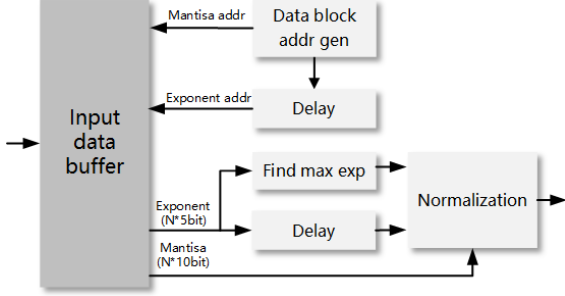 Mantisa addr
Data block
addr gen
Exponent addr
Delay
Input
data
buffer
Find max exp
Normalization
Exponent
(N*5bit)
Delay
Mantisa
(N*10bit)